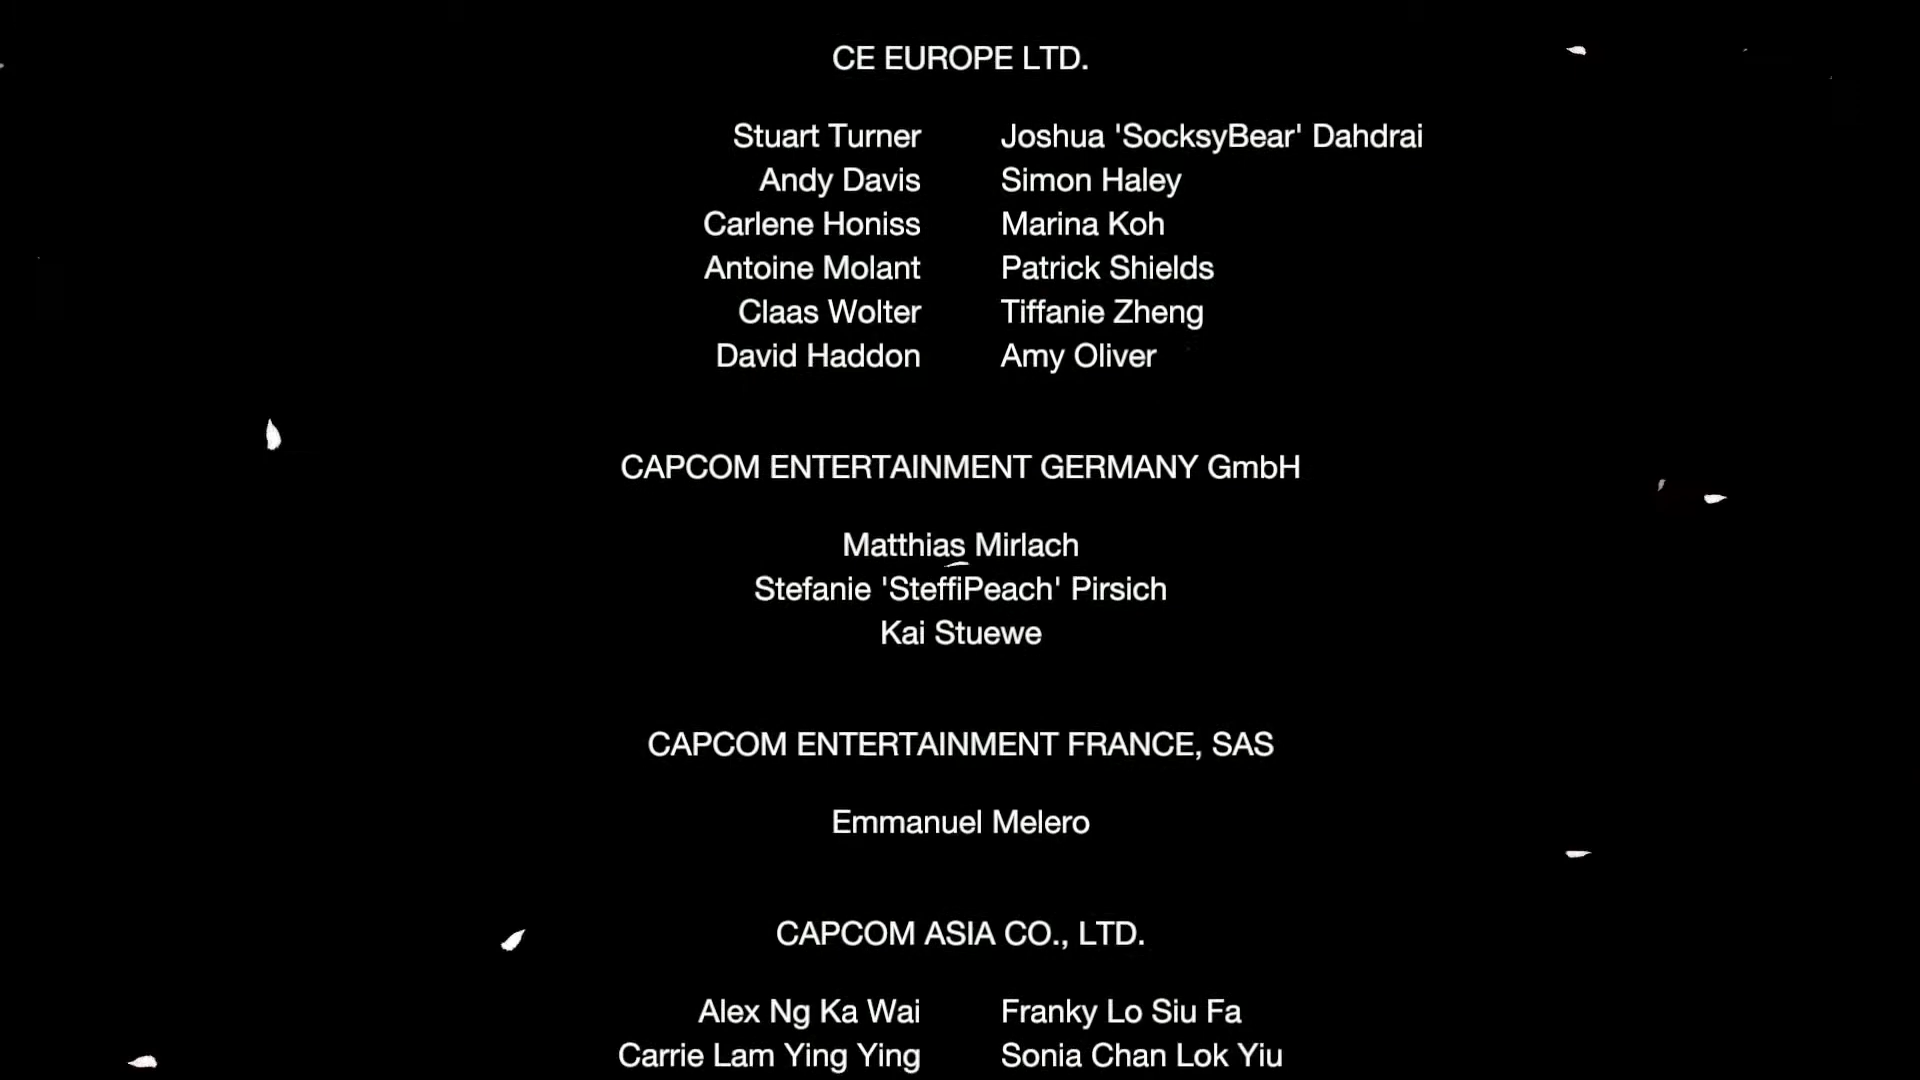 CE EUROPE LTD.
Stuart Turner Joshua 'SocksyBear' Dahdrai
Andy Davis Simon Haley
Carlene Honiss Marina Koh
Antoine Molant Patrick Shields
Claas Wolter Tiffanie Zheng
David Haddon Amy Oliver
CAPCOM ENTERTAINMENT GERMANY GmbH
Matthias Mirlach
Stefanie 'SteffiPeach' Pirsich
Kai Stuewe
CAPCOM ENTERTAINMENT FRANCE, SAS
Emmanuel Melero
CAPCOM ASIA CO., LTD.
Alex Ng Ka Wai Franky Lo Siu Fa
Carrie Lam Ying Ying Sonia Chan Lok Yiu